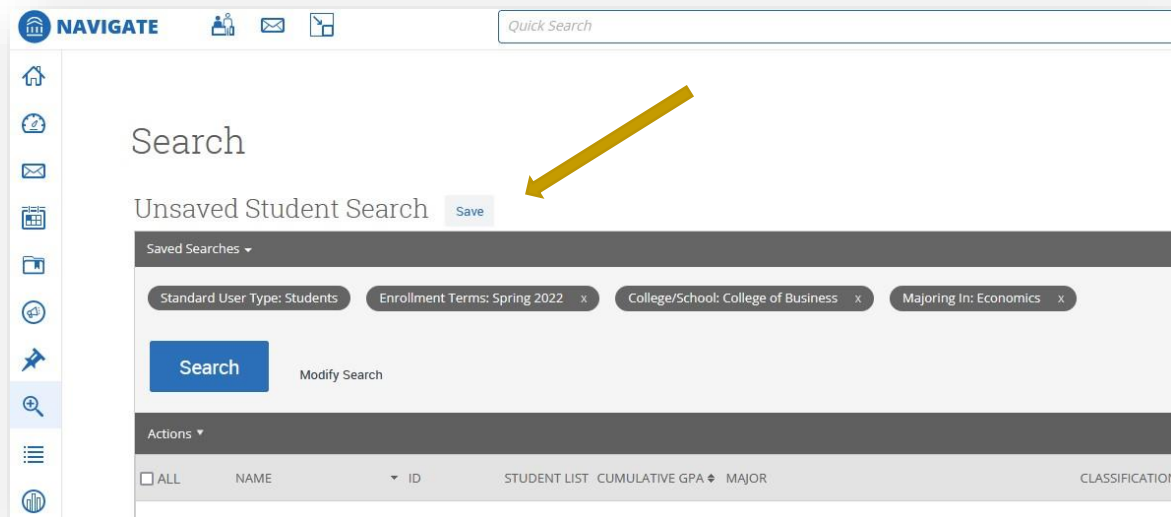 NAVIGATE
Quick Search
Search
Unsaved Student Search Save
Saved Searches
Standard User Type: Students Enrollment Terms: Spring 2022 x College/School: College of Business x Majoring In: Economics x
Search Modify Search
Actions
ALL NAME ID STUDENT LIST CUMULATIVE GPA MAJOR CLASSIFICATION